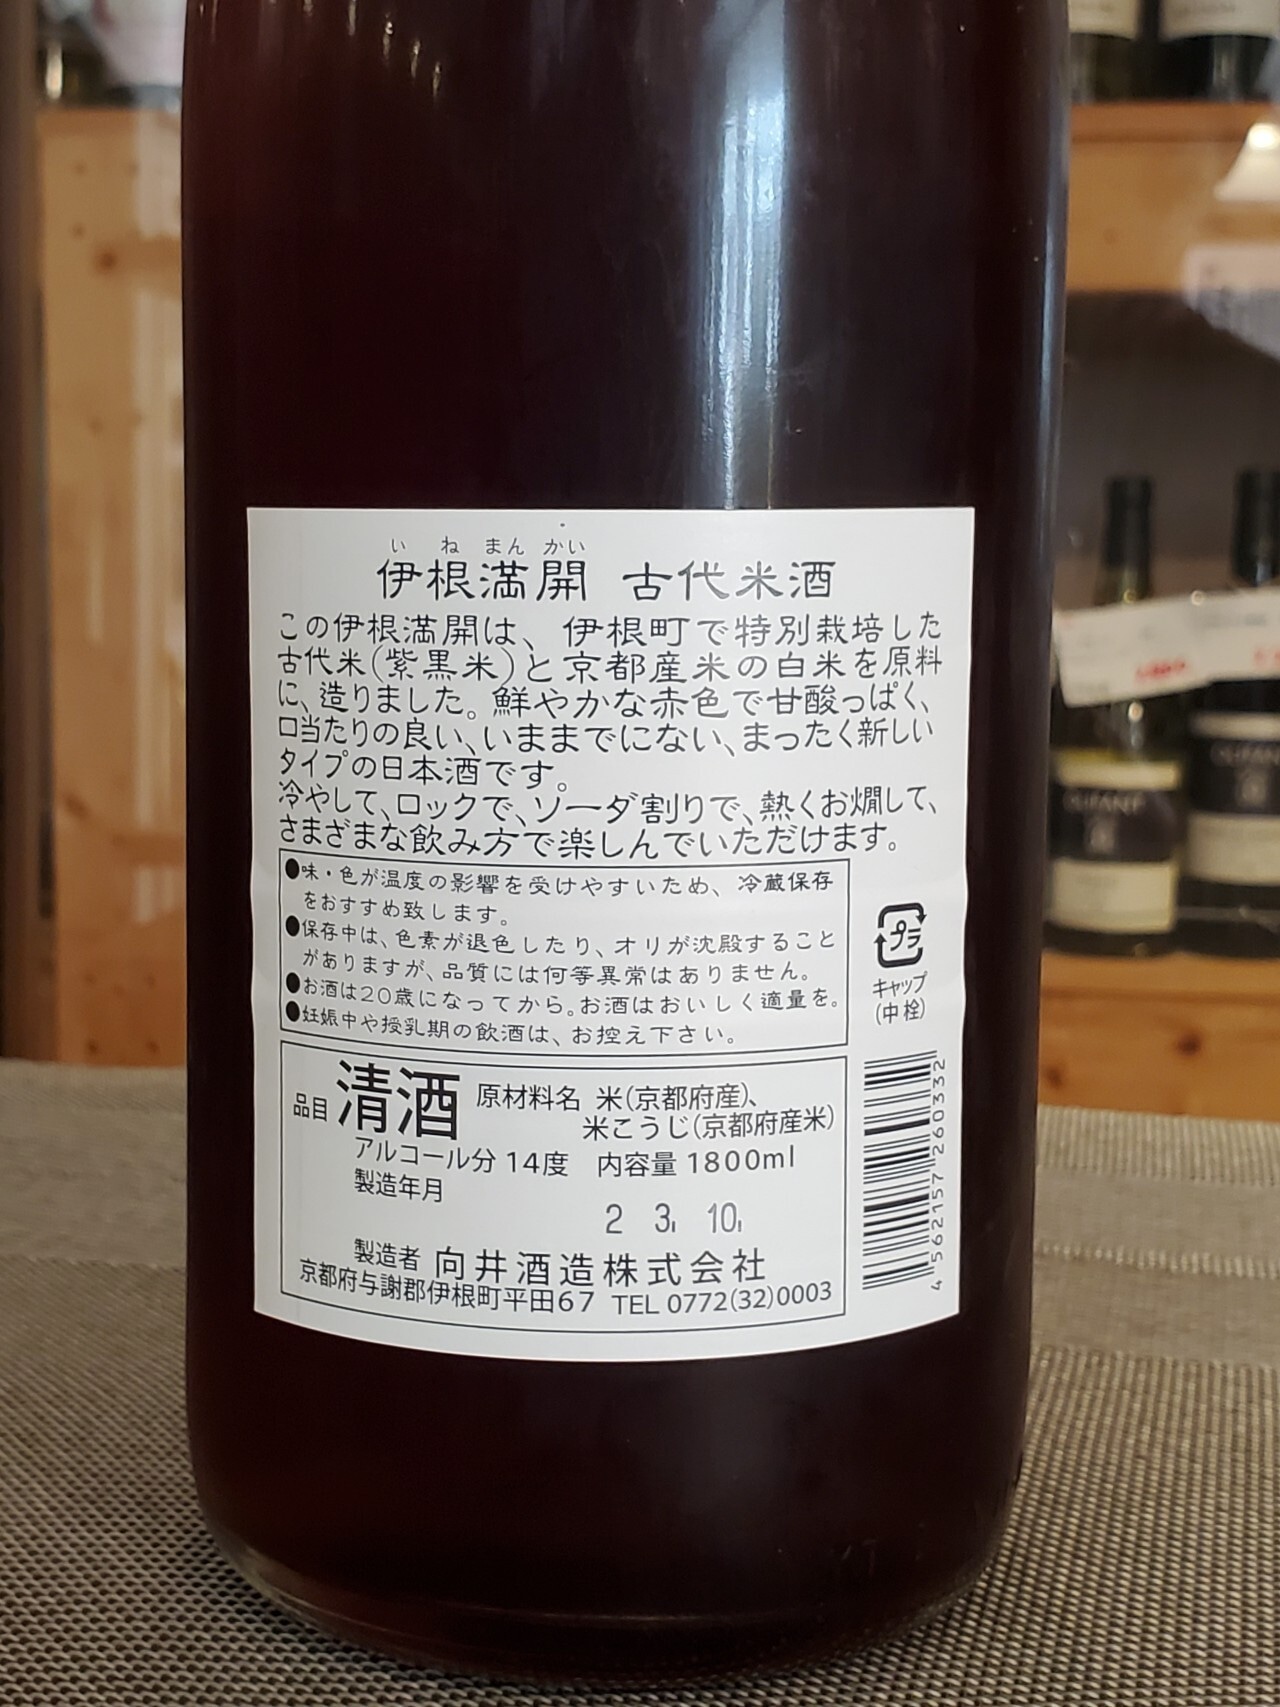 いねまんかい
伊根満開 古代米酒
この伊根満開は、伊根町で特別栽培した
古代米(紫黒米)と京都産米の白米を原料
に、造りました。鮮やかな赤色で甘酸っぱく、
口当たりの良い、いままでにない、まったく新しい
タイプの日本酒です。
冷やして、ロックで、ソーダ割りで、熱くお燗して、
さまざまな飲み方で楽しんでいただけます。
●味・色が温度の影響を受けやすいため、冷蔵保存
をおすすめ致します。
●保存中は、色素が退色したり、オリが沈殿すること
がありますが、品質には何等異常はありません。
●お酒は20歳になってから。お酒はおいしく適量を。
●妊娠中や授乳期の飲酒は、お控え下さい。
プラ
キャップ
(中栓)
品目 清酒 原材料名 米(京都府産)、
米こうじ(京都府産米)
アルコール分 14度 内容量 1800ml
製造年月
2 3 10
製造者 向井酒造株式会社
京都府与謝郡伊根町平田67 TEL 0772(32)0003
4 562157 260332